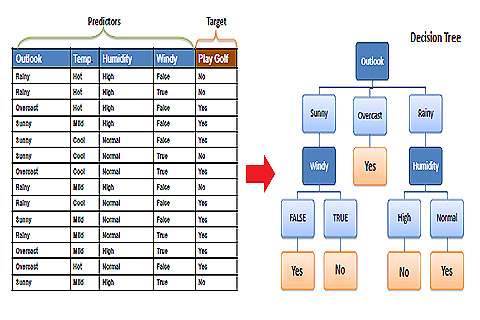 Predictors Target
Outlook Temp Humidity Windy Play Golf
Rainy Hot High False No
Rainy Hot High True No
Overcast Hot High False Yes
Sunny Mild High False Yes
Sunny Cool Normal False Yes
Sunny Cool Normal True No
Overcast Cool Normal True Yes
Rainy Mild High False No
Rainy Cool Normal False Yes
Sunny Mild Normal False Yes
Rainy Mild Normal True Yes
Overcast Mild High True Yes
Overcast Hot Normal False Yes
Sunny Mild High True No
Decision Tree
Outlook
Sunny Overcast Rainy
Windy Yes Humidity
FALSE TRUE High Normal
Yes No No Yes